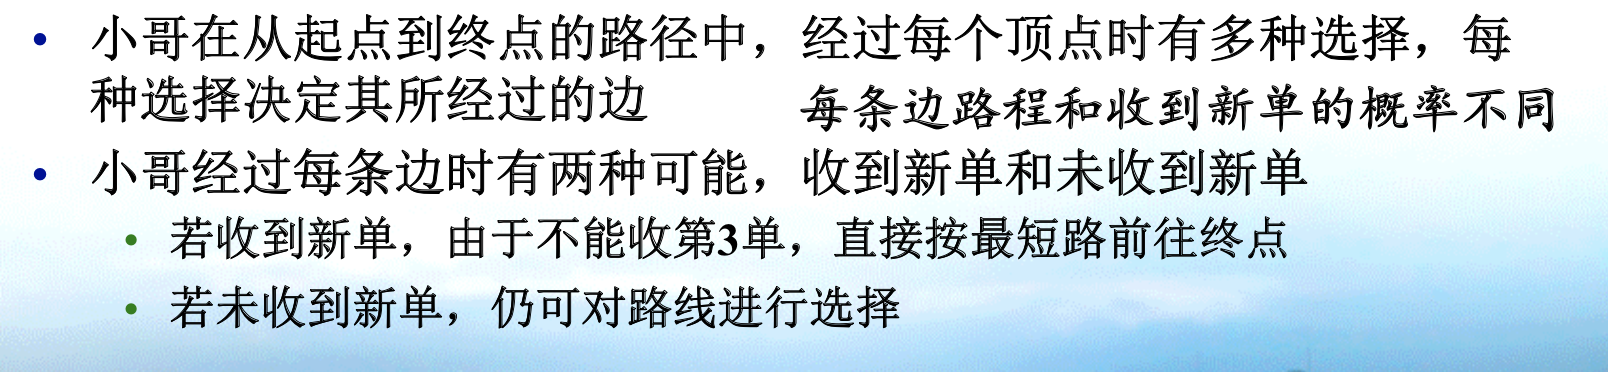 小哥在从起点到终点的路径中，经过每个顶点时有多种选择，每
种选择决定其所经过的边
每条边路程和收到新单的概率不同
小哥经过每条边时有两种可能，收到新单和未收到新单
若收到新单，由于不能收第3单，直接按最短路前往终点
若未收到新单，仍可对路线进行选择